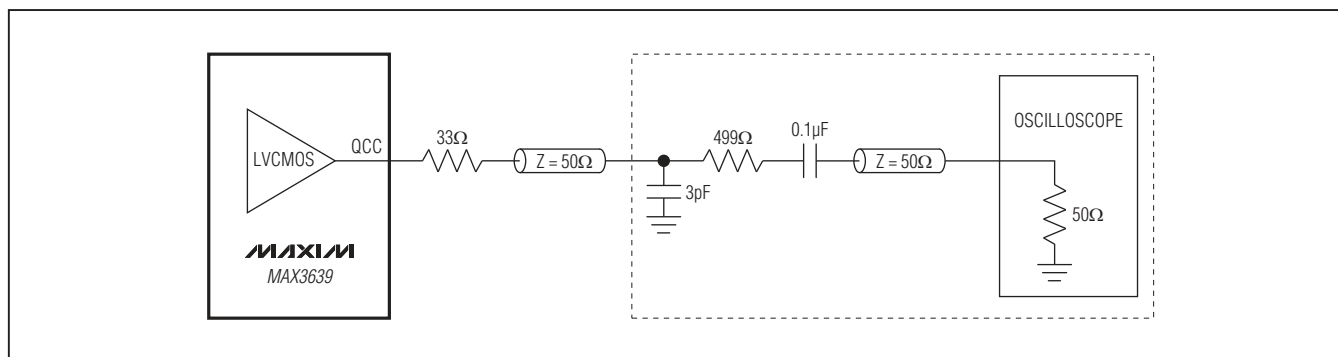 LVCMOS
QCC
MAXIM
MAX3639
33Ω
Z = 50Ω
3pF
499Ω
0.1µF
Z = 50Ω
OSCILLOSCOPE
50Ω